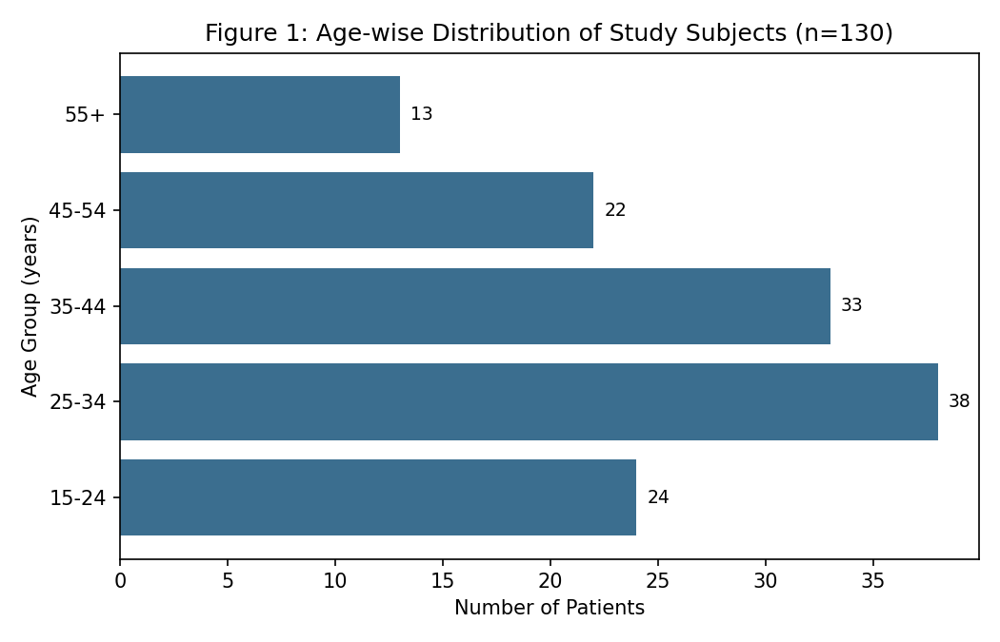 Figure 1: Age-wise Distribution of Study Subjects (n=130)
Age Group (years)
55+ 13
45-54 22
35-44 33
25-34 38
15-24 24
0 5 10 15 20 25 30 35
Number of Patients